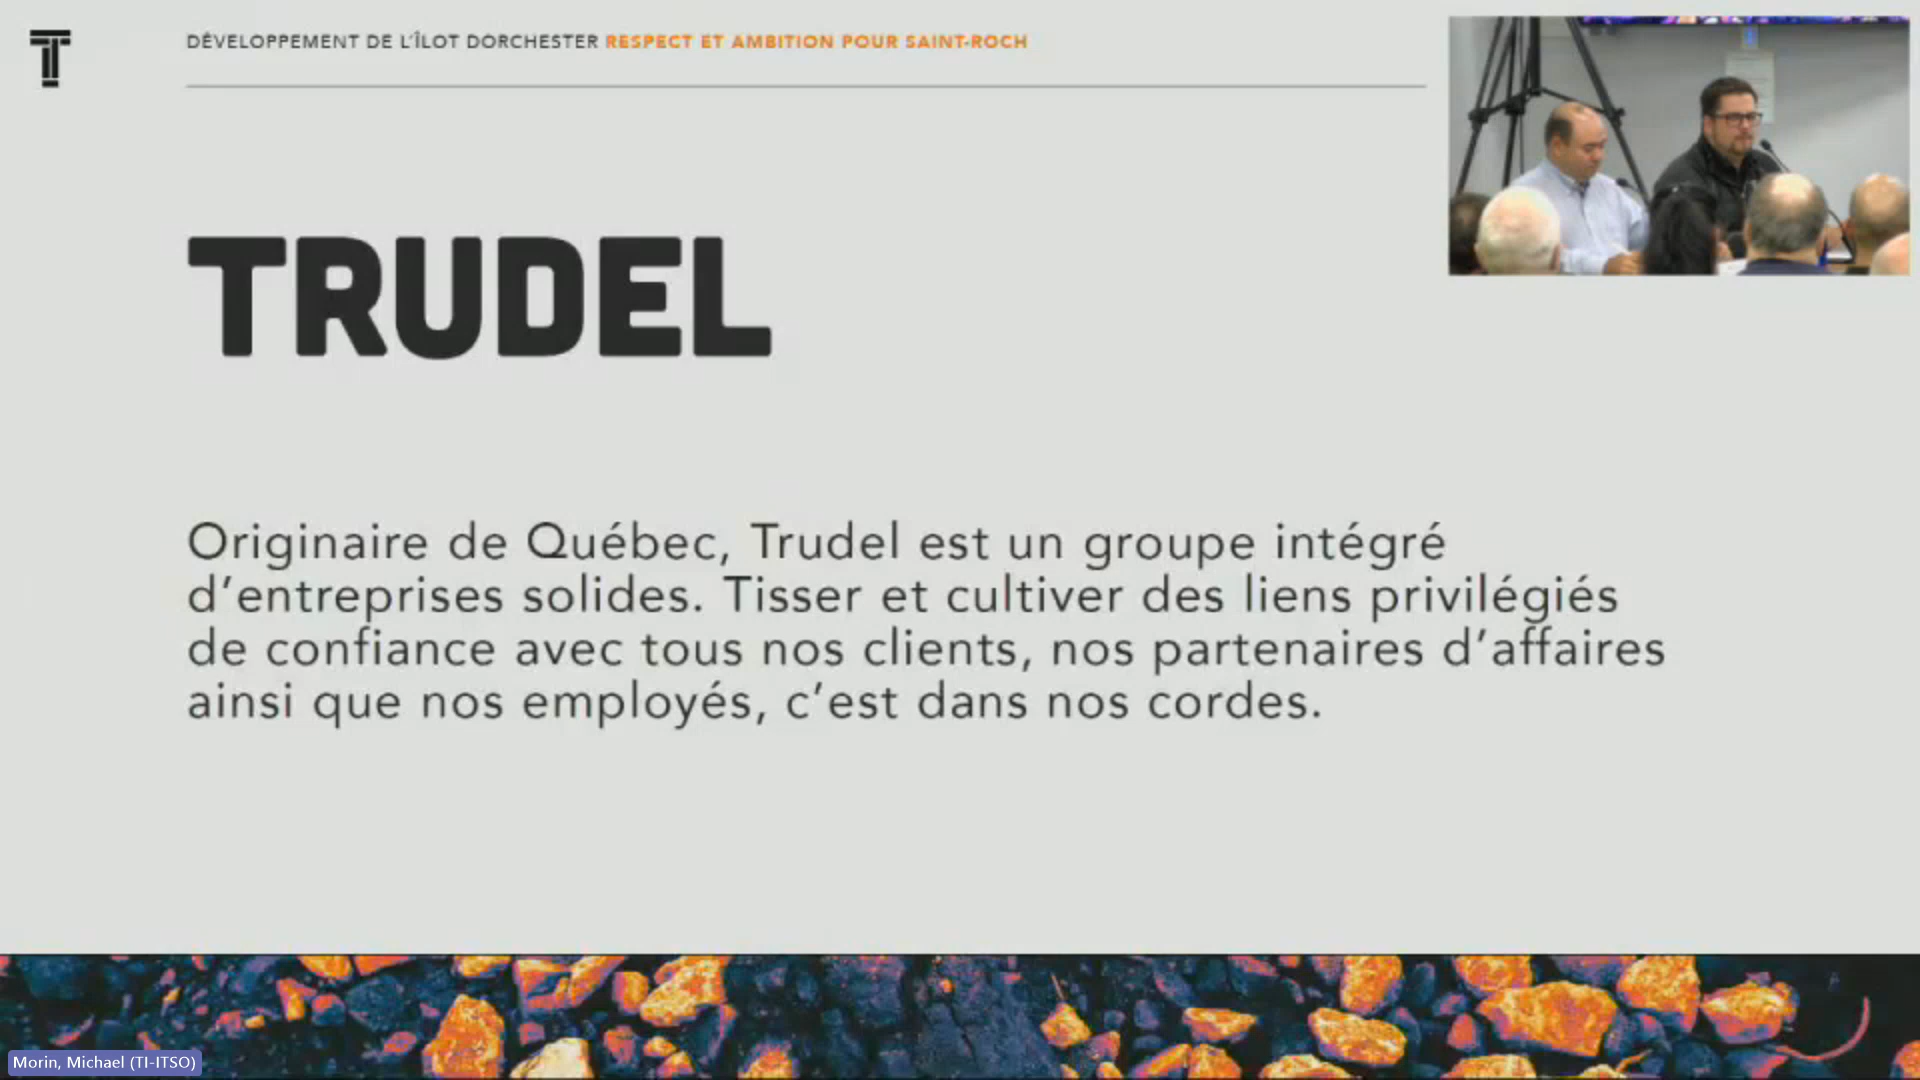 DÉVELOPPEMENT DE L'ÎLOT DORCHESTER RESPECT ET AMBITION POUR SAINT-ROCH
TRUDEL
Originaire de Québec, Trudel est un groupe intégré
d'entreprises solides. Tisser et cultiver des liens privilégiés
de confiance avec tous nos clients, nos partenaires d'affaires
ainsi que nos employés, c'est dans nos cordes.
Morin, Michael (TI-ITSO)